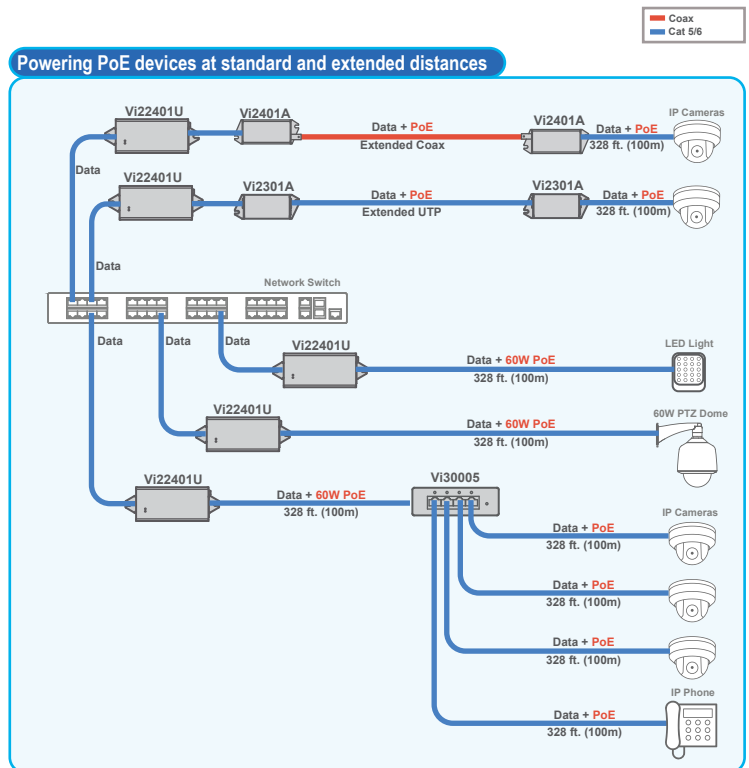 Coax
Cat 5/6
Powering PoE devices at standard and extended distances
Vi22401U
Vi2401A
Data + PoE
Extended Coax
Vi2401A
Data + PoE
328 ft. (100m)
IP Cameras
Data
Vi22401U
Vi2301A
Data + PoE
Extended UTP
Vi2301A
Data + PoE
328 ft. (100m)
Data
Network Switch
Data
Data
Data
Vi22401U
Data + 60W PoE
328 ft. (100m)
LED Light
Vi22401U
Data + 60W PoE
328 ft. (100m)
60W PTZ Dome
Vi22401U
Data + 60W PoE
328 ft. (100m)
Vi30005
IP Cameras
Data + PoE
328 ft. (100m)
Data + PoE
328 ft. (100m)
Data + PoE
328 ft. (100m)
IP Phone
Data + PoE
328 ft. (100m)